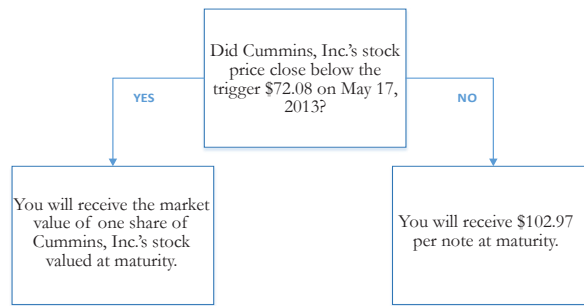 Did Cummins, Inc.'s stock
price close below the
trigger $72.08 on May 17,
2013?
YES
NO
You will receive the market
value of one share of
Cummins, Inc.'s stock
valued at maturity.
You will receive $102.97
per note at maturity.